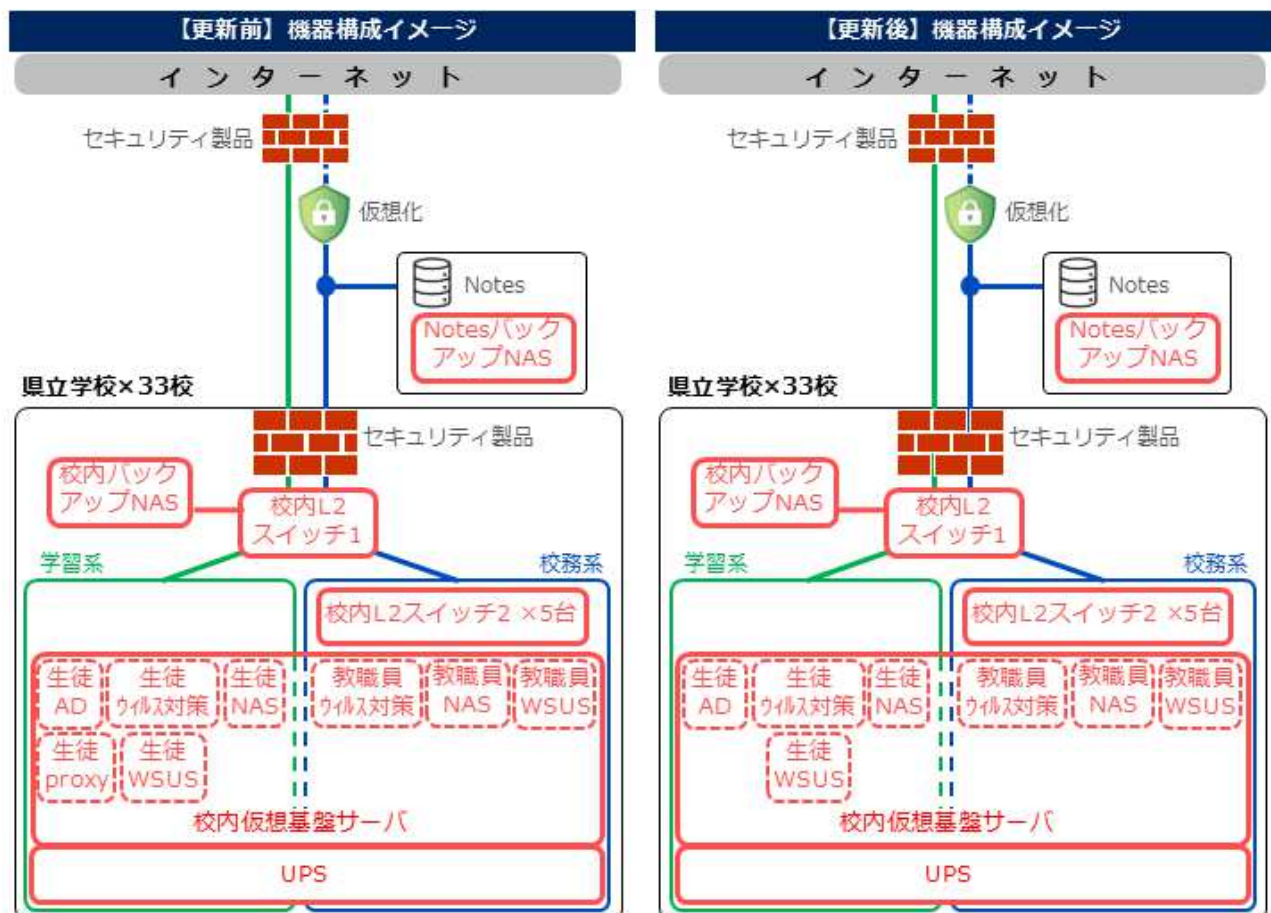 【更新前】機器構成イメージ
インターネット
セキュリティ製品
仮想化
Notes
Notesバック
アップNAS
県立学校×33校
セキュリティ製品
校内バック
アップNAS
校内L2
スイッチ1
学習系
校務系
校内L2スイッチ2 ×5台
生徒
AD
生徒
ウィルス対策
生徒
NAS
教職員
ウィルス対策
教職員
NAS
教職員
WSUS
生徒
proxy
生徒
WSUS
校内仮想基盤サーバ
UPS
【更新後】機器構成イメージ
インターネット
セキュリティ製品
仮想化
Notes
Notesバック
アップNAS
県立学校×33校
セキュリティ製品
校内バック
アップNAS
校内L2
スイッチ1
学習系
校務系
校内L2スイッチ2 ×5台
生徒
AD
生徒
ウィルス対策
生徒
NAS
教職員
ウィルス対策
教職員
NAS
教職員
WSUS
生徒
WSUS
校内仮想基盤サーバ
UPS